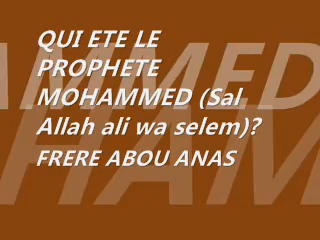 QUI ETE LE
PROPHETE
MOHAMMED (Sal
Allah ali wa selem)?
FRERE ABOU ANAS